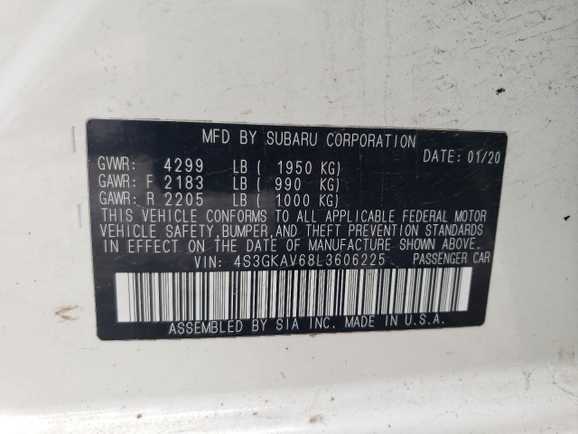 MFD BY SUBARU CORPORATION
DATE: 01/20
GVWR: 4299 LB ( 1950 KG)
GAWR: F 2183 LB ( 990 KG)
GAWR: R 2205 LB ( 1000 KG)
THIS VEHICLE CONFORMS TO ALL APPLICABLE FEDERAL MOTOR
VEHICLE SAFETY, BUMPER, AND THEFT PREVENTION STANDARDS
IN EFFECT ON THE DATE OF MANUFACTURE SHOWN ABOVE.
VIN: 4S3GKAV68L3606225 PASSENGER CAR
ASSEMBLED BY SIA INC. MADE IN U.S.A.